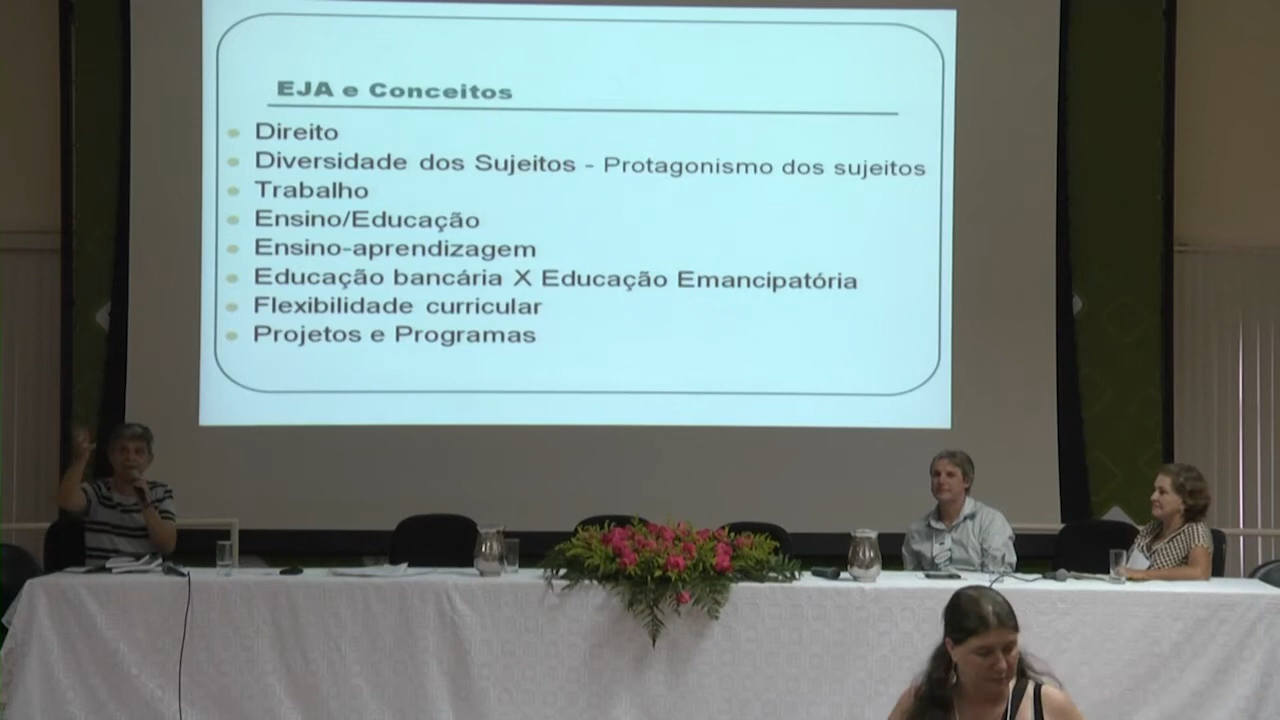 EJA e Conceitos
Direito
Diversidade dos Sujeitos - Protagonismo dos sujeitos
Trabalho
Ensino/Educação
Ensino-aprendizagem
Educação bancária X Educação Emancipatória
Flexibilidade curricular
Projetos e Programas